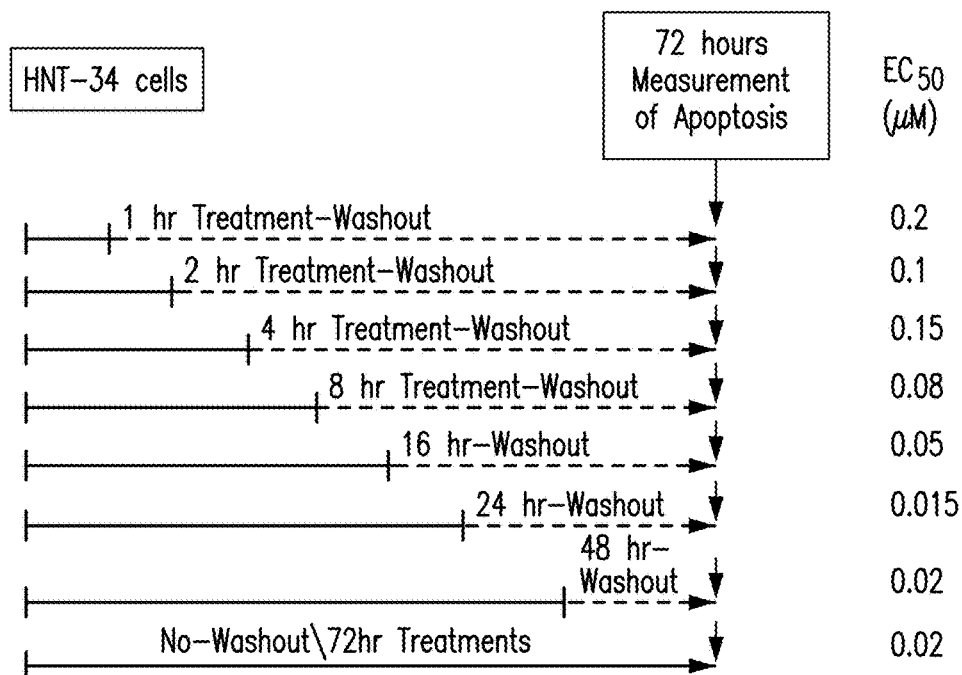 HNT-34 cells
72 hours
Measurement
of Apoptosis
EC50
(μM)
1 hr Treatment-Washout 0.2
2 hr Treatment-Washout 0.1
4 hr Treatment-Washout 0.15
8 hr Treatment-Washout 0.08
16 hr-Washout 0.05
24 hr-Washout 0.015
48 hr-
Washout 0.02
No-Washout\72hr Treatments 0.02